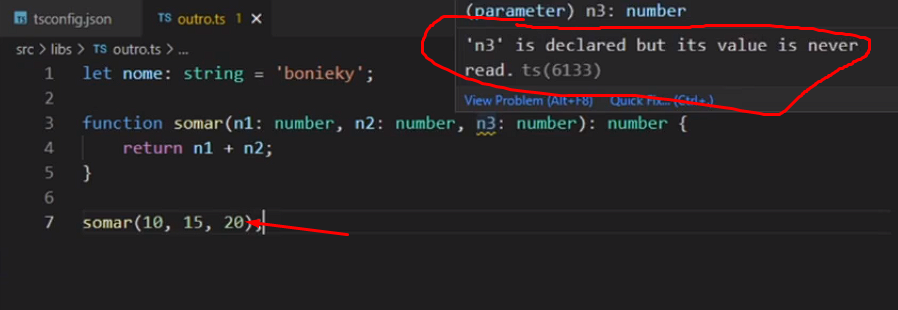 tsconfig.json TS outro.ts 1 ×
src > libs > TS outro.ts > ...
(parameter) n3: number
'n3' is declared but its value is never
read. ts(6133)
View Problem (Alt+F8) Quick Fix... (Ctrl+.)
1 let nome: string = 'bonieky';
2
3 function somar(n1: number, n2: number, n3: number): number {
4 return n1 + n2;
5 }
6
7 somar(10, 15, 20);